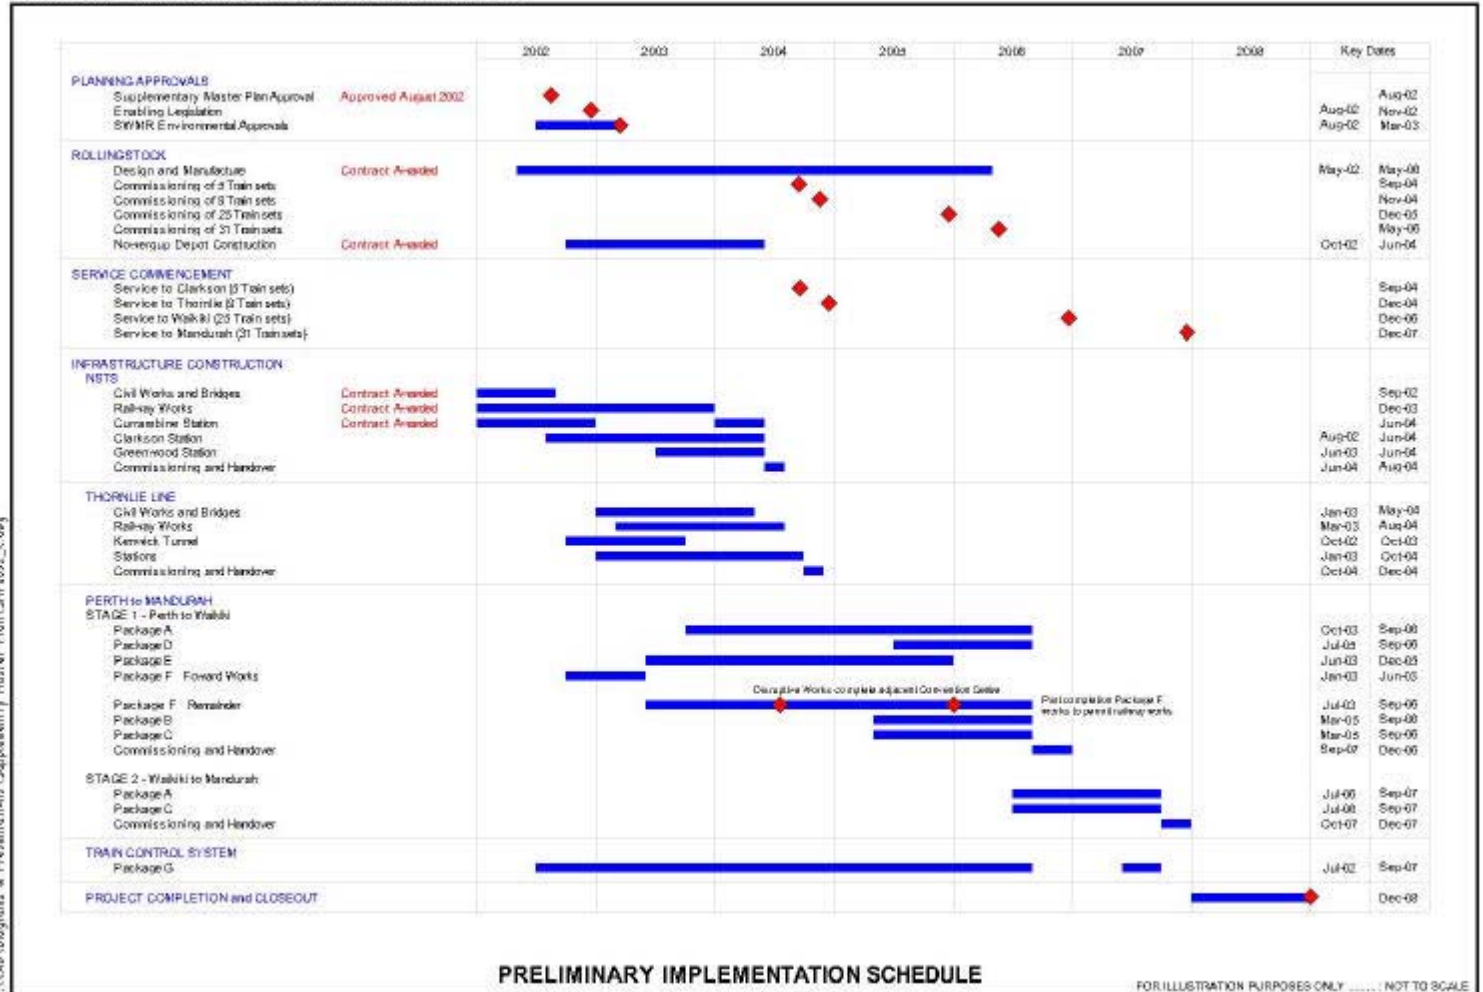 2002 2003 2004 2005 2006 2007 2008 Key Dates
PLANNING APPROVALS
Supplementary Master Plan Approval Approved August 2002 Aug-02
Enabling Legislation Aug-02 Nov-02
SWMR Environmental Approvals Aug-02 Mar-03
ROLLINGSTOCK
Design and Manufacture Contract Awarded May-02 May-06
Commissioning of 5 Train sets Sep-04
Commissioning of 9 Train sets Nov-04
Commissioning of 25 Train sets Dec-05
Commissioning of 31 Train sets May-06
Nowergup Depot Construction Contract Awarded Oct-02 Jun-04
SERVICE COMMENCEMENT
Service to Clarkson (5 Train sets) Sep-04
Service to Thornlie (9 Train sets) Dec-04
Service to Waikiki (25 Train sets) Dec-06
Service to Mandurah (31 Train sets) Dec-07
INFRASTRUCTURE CONSTRUCTION
NSTS
Civil Works and Bridges Contract Awarded Sep-02
Railway Works Contract Awarded Dec-03
Currambine Station Contract Awarded Jun-04
Clarkson Station Aug-02 Jun-04
Greenwood Station Jun-03 Jun-04
Commissioning and Handover Jun-04 Aug-04
THORNLIE LINE
Civil Works and Bridges Jan-03 May-04
Railway Works Mar-03 Aug-04
Kenwick Tunnel Oct-02 Oct-03
Stations Jan-03 Oct-04
Commissioning and Handover Oct-04 Dec-04
PERTH to MANDURAH
STAGE 1 - Perth to Waikiki
Package A Oct-03 Sep-06
Package D Jul-05 Sep-06
Package E Jun-03 Dec-05
Package F Foward Works Jan-03 Jun-03
Disruptive Works complete adjacent Convention Centre
Package F Remainder Part completion Package F Jul-03 Sep-06
works to permit railway works
Package B Mar-05 Sep-06
Package C Mar-05 Sep-06
Commissioning and Handover Sep-07 Dec-06
STAGE 2 - Waikiki to Mandurah
Package A Jul-06 Sep-07
Package C Jul-06 Sep-07
Commissioning and Handover Oct-07 Dec-07
TRAIN CONTROL SYSTEM
Package G Jul-02 Sep-07
PROJECT COMPLETION and CLOSEOUT Dec-08
PRELIMINARY IMPLEMENTATION SCHEDULE
FOR ILLUSTRATION PURPOSES ONLY ...... : NOT TO SCALE